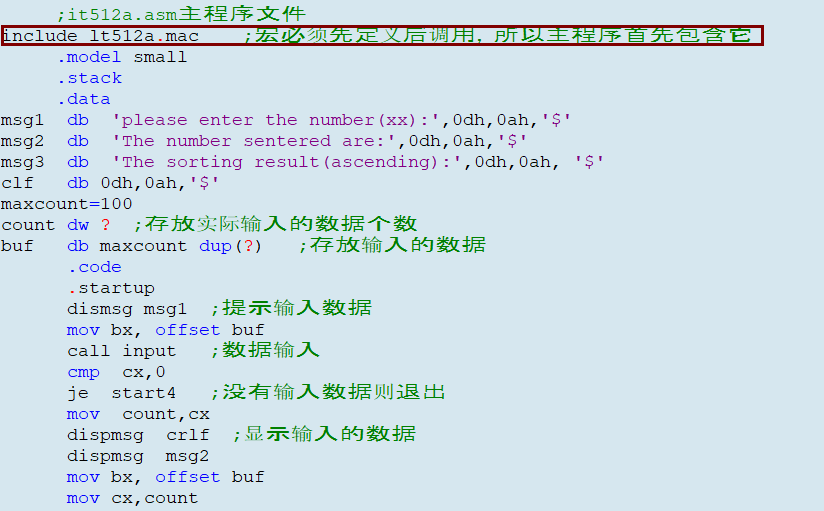 ;it512a.asm主程序文件
include lt512a.mac ;宏必须先定义后调用, 所以主程序首先包含它
.model small
.stack
.data
msg1 db 'please enter the number(xx):',0dh,0ah,'$'
msg2 db 'The number sentered are:',0dh,0ah,'$'
msg3 db 'The sorting result(ascending):',0dh,0ah, '$'
clf db 0dh,0ah,'$'
maxcount=100
count dw ? ;存放实际输入的数据个数
buf db maxcount dup(?) ;存放输入的数据
.code
.startup
dismsg msg1 ;提示输入数据
mov bx, offset buf
call input ;数据输入
cmp cx,0
je start4 ;没有输入数据则退出
mov count,cx
dispmsg crlf ;显示输入的数据
dispmsg msg2
mov bx, offset buf
mov cx,count